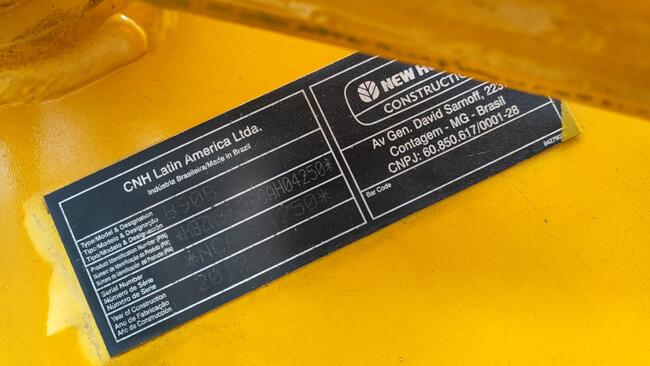 CNH Latin America Ltda.
Indústria Brasileira/Made in Brazil
Type/Model & Designation
Tipo/Modelo & Designação
Tipo/Modelo & Designación
B90B
Product Identification Number (PIN)
Número de Identificação do Produto (PIN)
Número de Identificación del Producto (PIN)
Serial Number
Número de Série
Número de Serie
Year of Construction
Ano de Fabricação
Año de Construcción
NEW
CONSTRUCTION
Av Gen. David Sarnoff,
Contagem - MG - Brasil
CNPJ: 60.850.617/0001-28
Bar Code